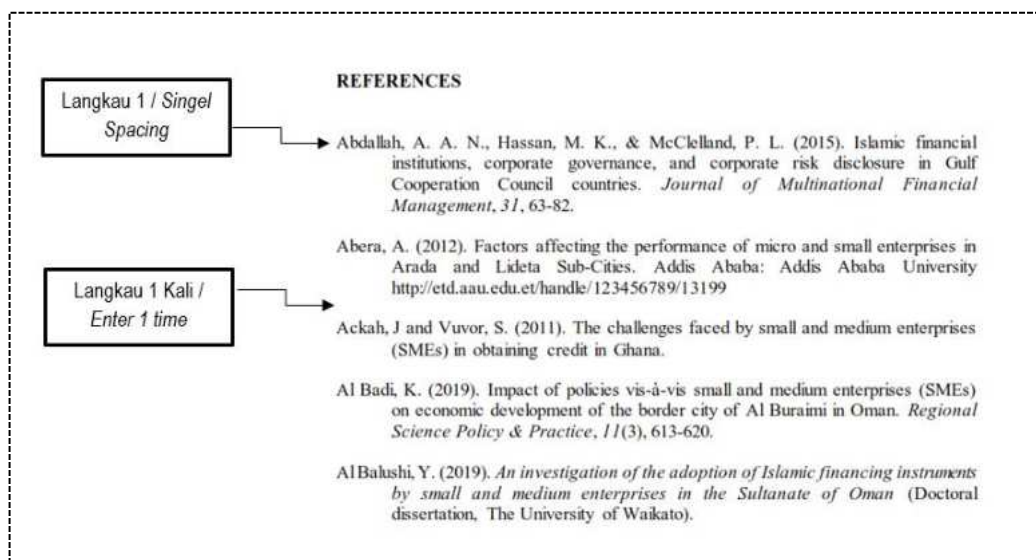 REFERENCES
Langkau 1 / Singel
Spacing
Abdallah, A. A. N., Hassan, M. K., & McClelland, P. L. (2015). Islamic financial
institutions, corporate governance, and corporate risk disclosure in Gulf
Cooperation Council countries. Journal of Multinational Financial
Management, 31, 63-82.
Abera, A. (2012). Factors affecting the performance of micro and small enterprises in
Arada and Lideta Sub-Cities. Addis Ababa: Addis Ababa University
http://etd.aau.edu.et/handle/123456789/13199
Langkau 1 Kali /
Enter 1 time
Ackah, J and Vuvor, S. (2011). The challenges faced by small and medium enterprises
(SMEs) in obtaining credit in Ghana.
Al Badi, K. (2019). Impact of policies vis-à-vis small and medium enterprises (SMEs)
on economic development of the border city of Al Buraimi in Oman. Regional
Science Policy & Practice, 11(3), 613-620.
Al Balushi, Y. (2019). An investigation of the adoption of Islamic financing instruments
by small and medium enterprises in the Sultanate of Oman (Doctoral
dissertation, The University of Waikato).